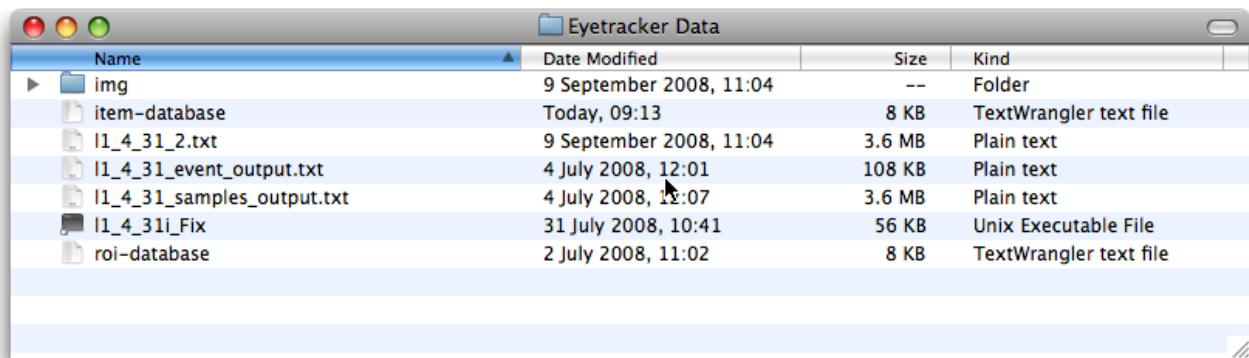 Eyetracker Data
Name Date Modified Size Kind
img 9 September 2008, 11:04 -- Folder
item-database Today, 09:13 8 KB TextWrangler text file
l1_4_31_2.txt 9 September 2008, 11:04 3.6 MB Plain text
l1_4_31_event_output.txt 4 July 2008, 12:01 108 KB Plain text
l1_4_31_samples_output.txt 4 July 2008, 12:07 3.6 MB Plain text
l1_4_31i_Fix 31 July 2008, 10:41 56 KB Unix Executable File
roi-database 2 July 2008, 11:02 8 KB TextWrangler text file